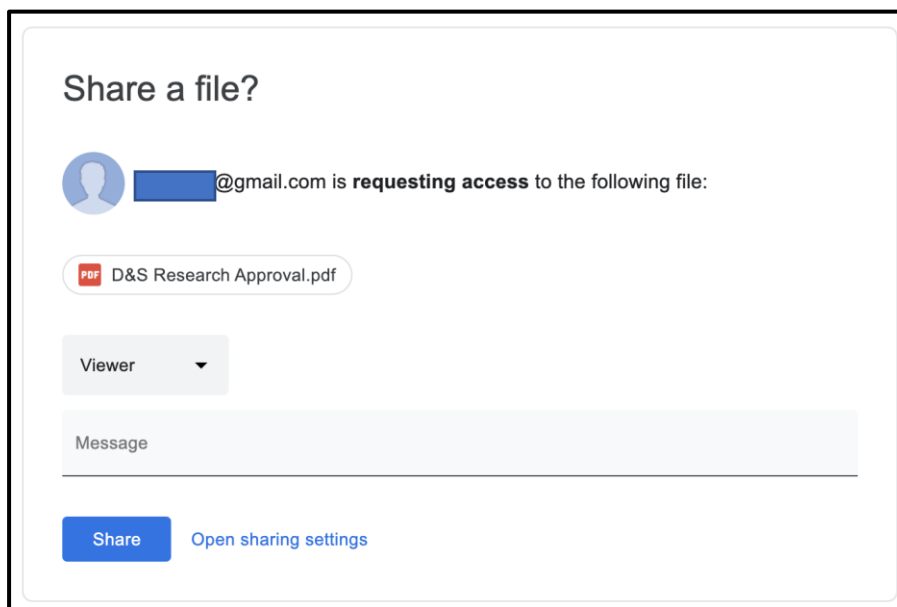 Share a file?
@gmail.com is requesting access to the following file:
PDF D&S Research Approval.pdf
Viewer
Message
Share Open sharing settings